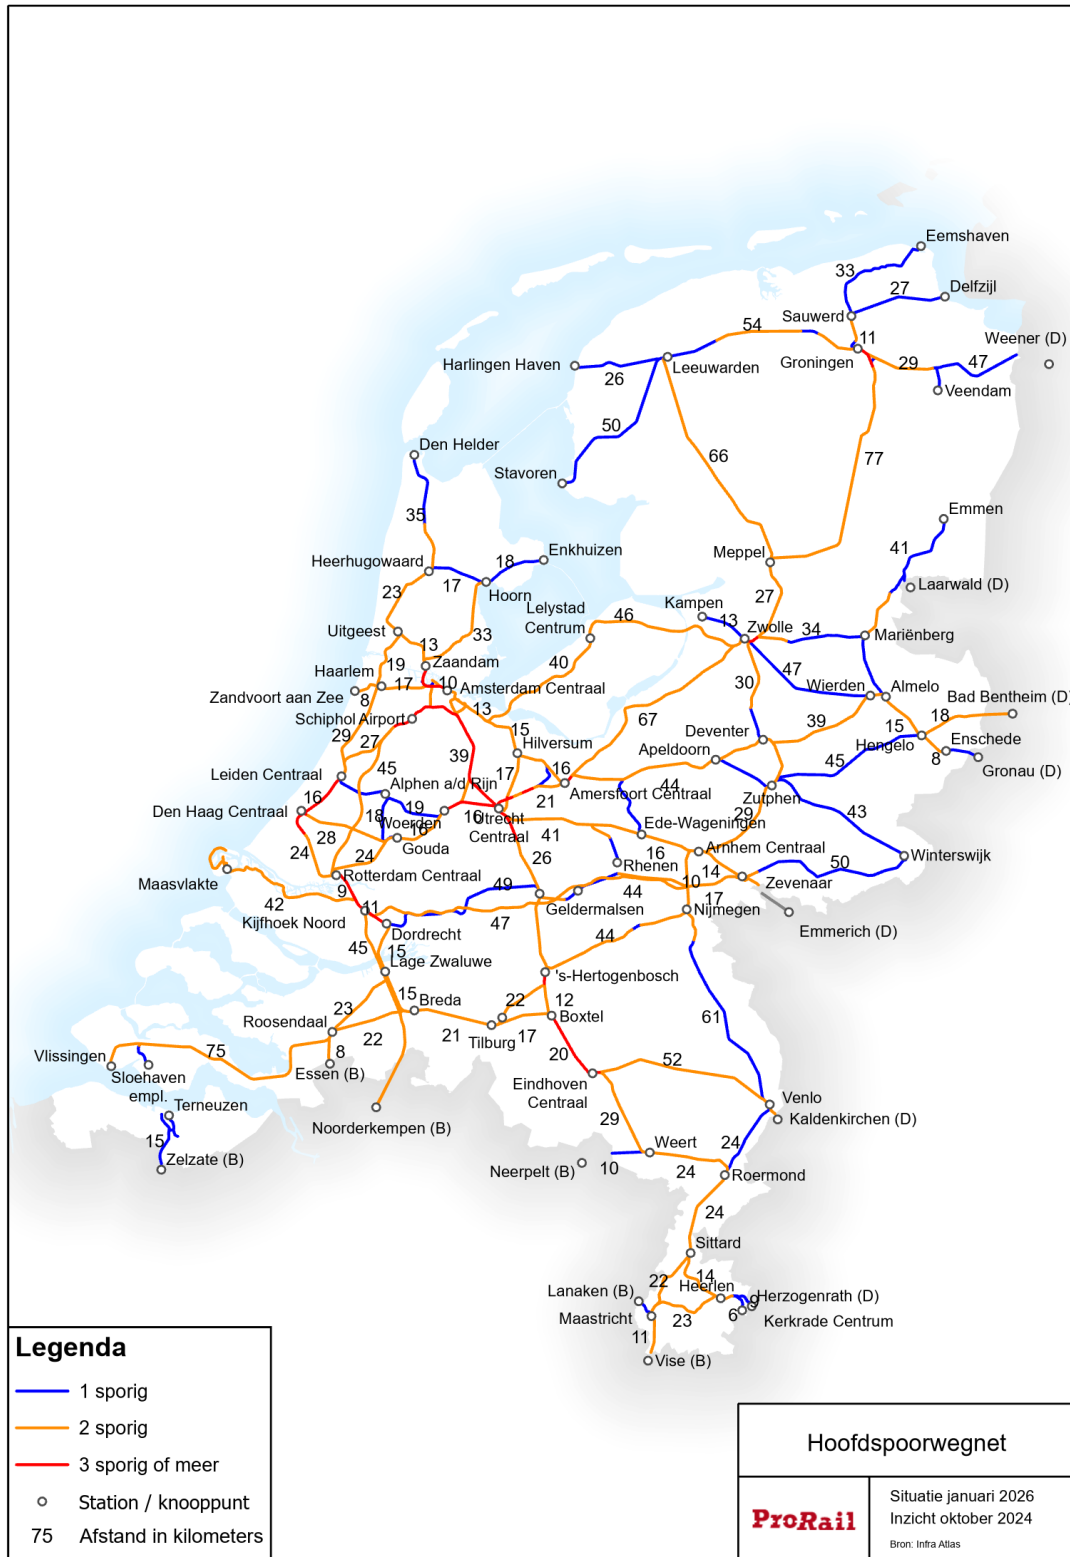 Eemshaven
33
27
Delfzijl
Sauwerd
54
11
Weener (D)
Groningen
29
47
Harlingen Haven
Leeuwarden
26
Veendam
50
Den Helder
66
77
Stavoren
35
Emmen
41
Enkhuizen
18
Meppel
Heerhugowaard
17
Hoorn
Laarwald (D)
23
27
Lelystad
Centrum
46
Kampen
13
Zwolle
34
Mariënberg
Uitgeest
13
33
Zaandam
40
19
47
Haarlem
17
10
Amsterdam Centraal
30
Wierden
Almelo
Bad Bentheim (D)
Zandvoort aan Zee
8
Schiphol Airport
13
67
39
15
18
29
27
39
15
Hilversum
Deventer
Hengelo
Enschede
8
Apeldoorn
Leiden Centraal
45
17
16
44
45
Gronau (D)
Alphen a/d Rijn
21
Amersfoort Centraal
Zutphen
16
19
43
Den Haag Centraal
18
Woerden
16
Utrecht
Centraal
29
28
16
Gouda
41
Ede-Wageningen
24
24
26
16
Arnhem Centraal
Rhenen
14
50
Winterswijk
Maasvlakte
Rotterdam Centraal
9
49
44
10
Zevenaar
42
11
47
Geldermalsen
17
Nijmegen
Kijfhoek Noord
Dordrecht
Emmerich (D)
45
15
44
Lage Zwaluwe
's-Hertogenbosch
15
23
Breda
22
12
Boxtel
61
Roosendaal
22
21
Tilburg
17
Vlissingen
75
8
20
52
Sloehaven
empl.
Essen (B)
Eindhoven
Centraal
Terneuzen
Venlo
Noorderkempen (B)
29
Kaldenkirchen (D)
15
Weert
24
Zelzate (B)
Neerpelt (B)
10
24
Roermond
24
Sittard
22
14
Lanaken (B)
Heerlen
9
Herzogenrath (D)
Maastricht
23
6
Kerkrade Centrum
11
Vise (B)
Legenda
1 sporig
2 sporig
3 sporig of meer
Station / knooppunt
75 Afstand in kilometers
Hoofdspoorwegnet
ProRail
Situatie januari 2026
Inzicht oktober 2024
Bron: Infra Atlas